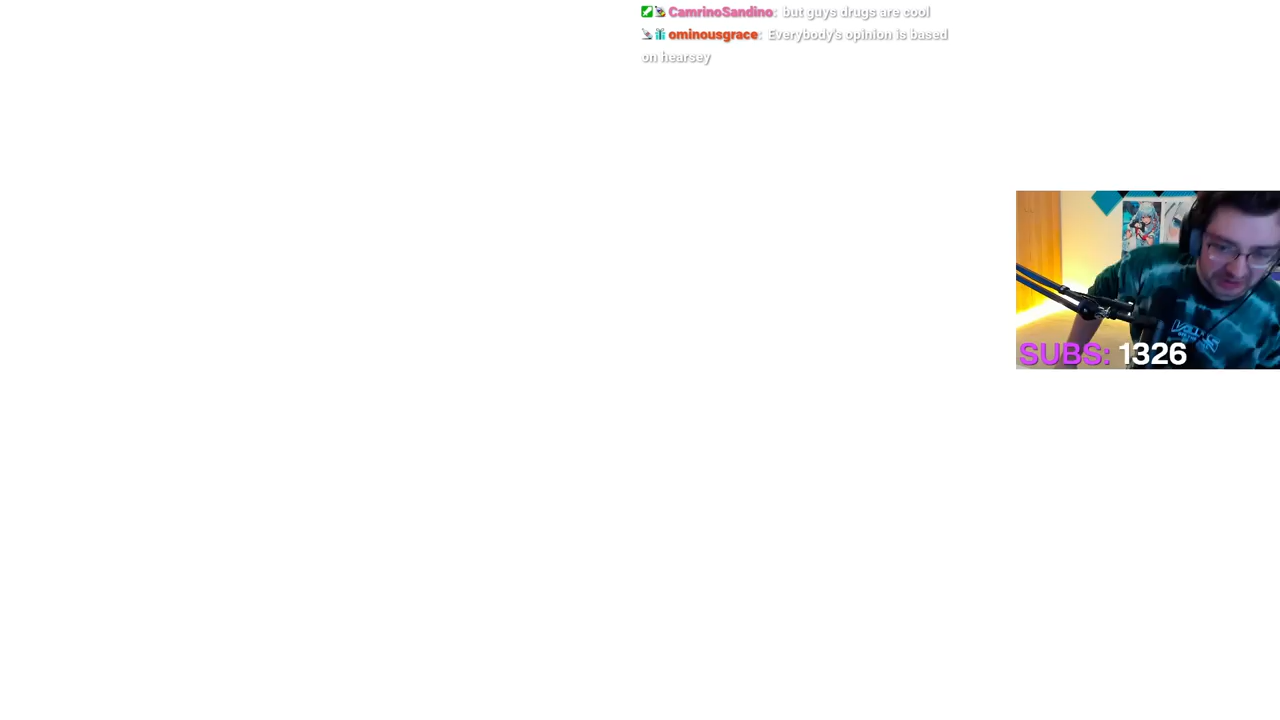 CamrinoSandino: but guys drugs are cool
ominousgrace: Everybody's opinion is based
on hearsey
SUBS: 1326